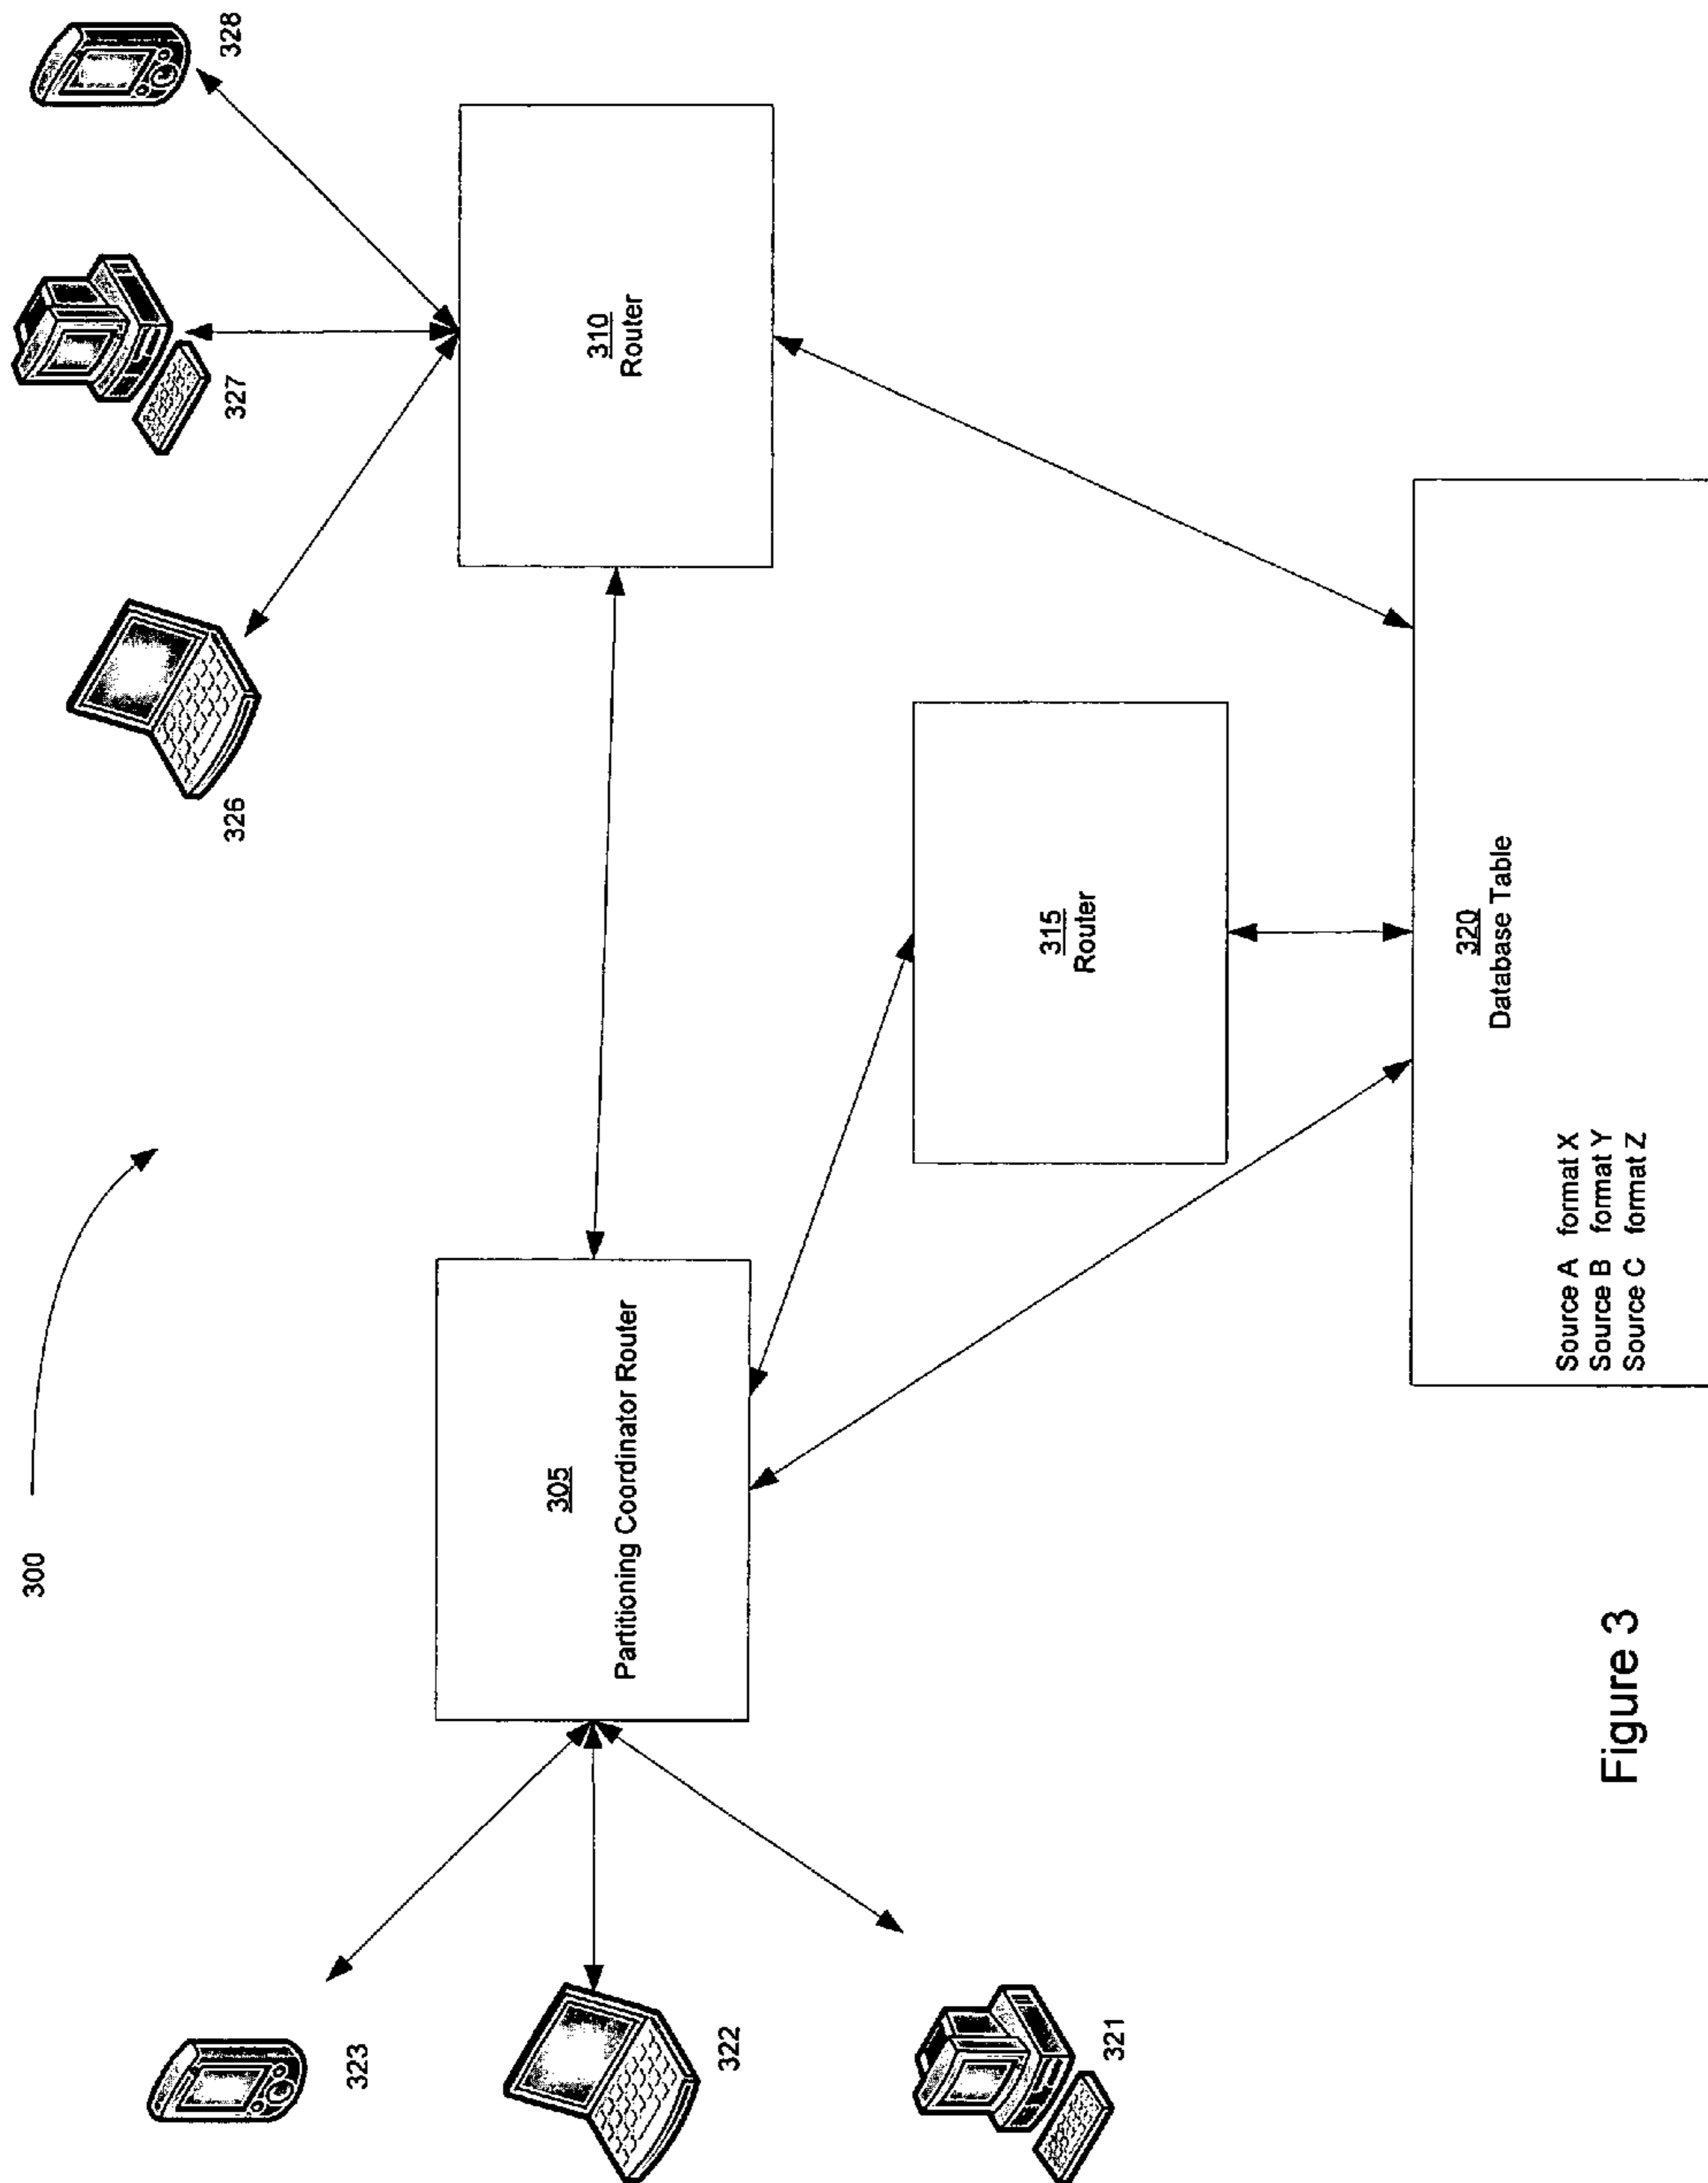 300
328
327
326
323
322
321
310
Router
305
Partitioning Coordinator Router
315
Router
320
Database Table
Source A format X
Source B format Y
Source C format Z
Figure 3